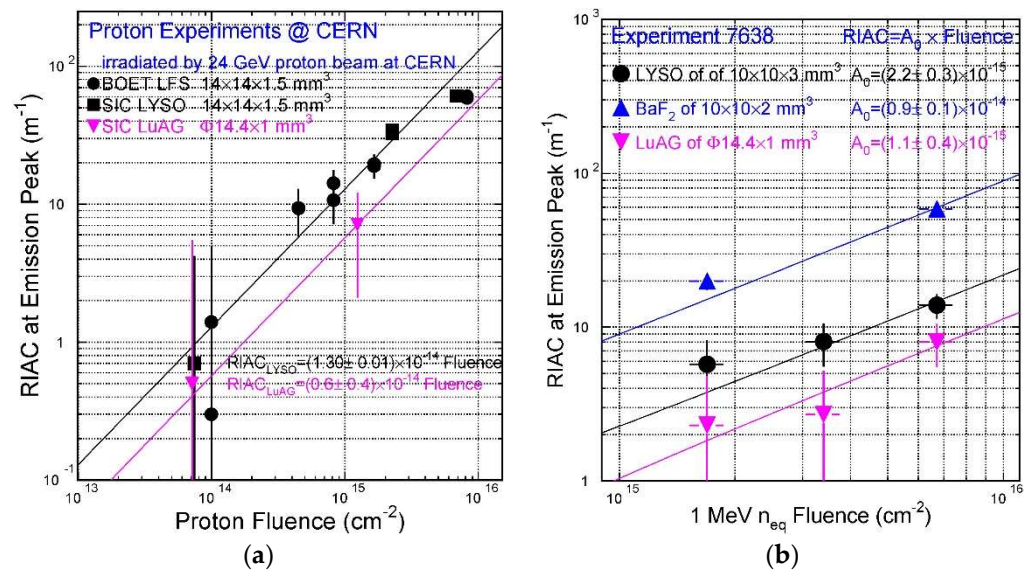 Proton Experiments @ CERN
irradiated by 24 GeV proton beam at CERN
BOET LFS 14×14×1.5 mm³
SIC LYSO 14×14×1.5 mm³
SIC LuAG Φ14.4×1 mm³
RIAC_LYSO=(1.30± 0.01)×10⁻¹⁴ Fluence
RIAC_LuAG=(0.6± 0.4)×10⁻¹⁴ Fluence
RIAC at Emission Peak (m⁻¹)
10²
10
1
10⁻¹
10¹³ 10¹⁴ 10¹⁵ 10¹⁶
Proton Fluence (cm⁻²)
(a)
Experiment 7638 RIAC=A₀ × Fluence
LYSO of of 10×10×3 mm³ A₀=(2.2± 0.3)×10⁻¹⁵
BaF₂ of 10×10×2 mm³ A₀=(0.9± 0.1)×10⁻¹⁴
LuAG of Φ14.4×1 mm³ A₀=(1.1± 0.4)×10⁻¹⁵
RIAC at Emission Peak (m⁻¹)
10³
10²
10
1
10¹⁵ 10¹⁶
1 MeV n_eq Fluence (cm⁻²)
(b)